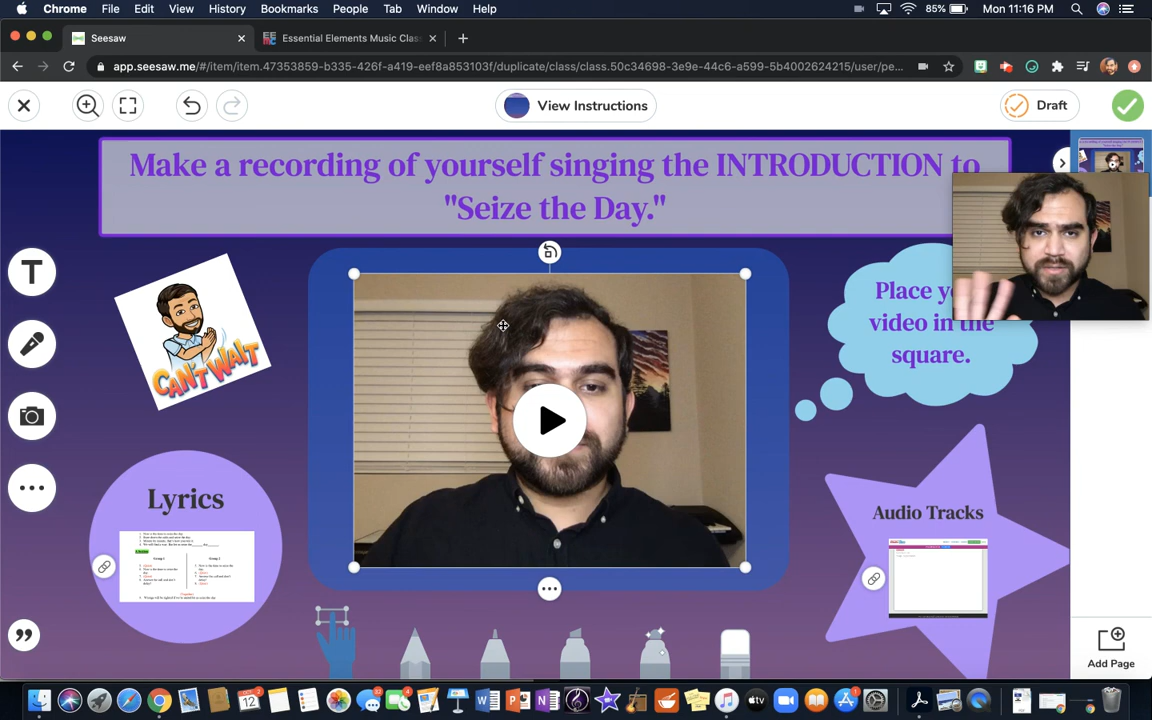 Chrome File Edit View History Bookmarks People Tab Window Help
85% Mon 11:16 PM
Seesaw
Essential Elements Music Clas
app.seesaw.me/#/item/item.47353859-b335-426f-a419-eef8a853103f/duplicate/class/class.50c34698-3e9e-44c6-a599-5b4002624215/user/pe...
View Instructions
Draft
Make a recording of yourself singing the INTRODUCTION to
"Seize the Day."
CAN'T WAIT
Place y
video in the
square.
Lyrics
Audio Tracks
T
Add Page